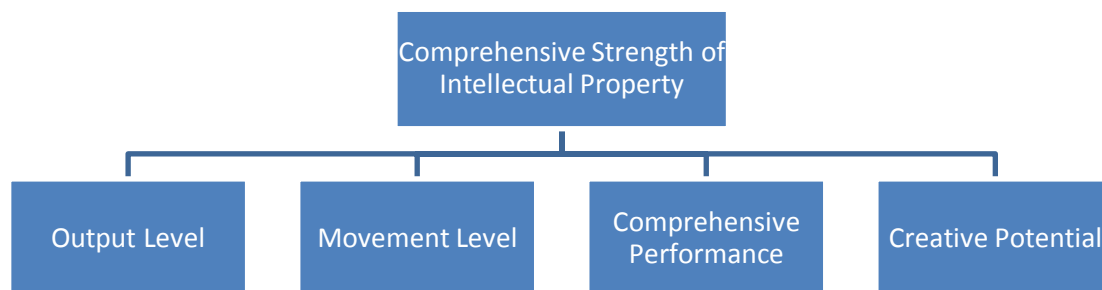 Comprehensive Strength of
Intellectual Property
Output Level
Movement Level
Comprehensive
Performance
Creative Potential